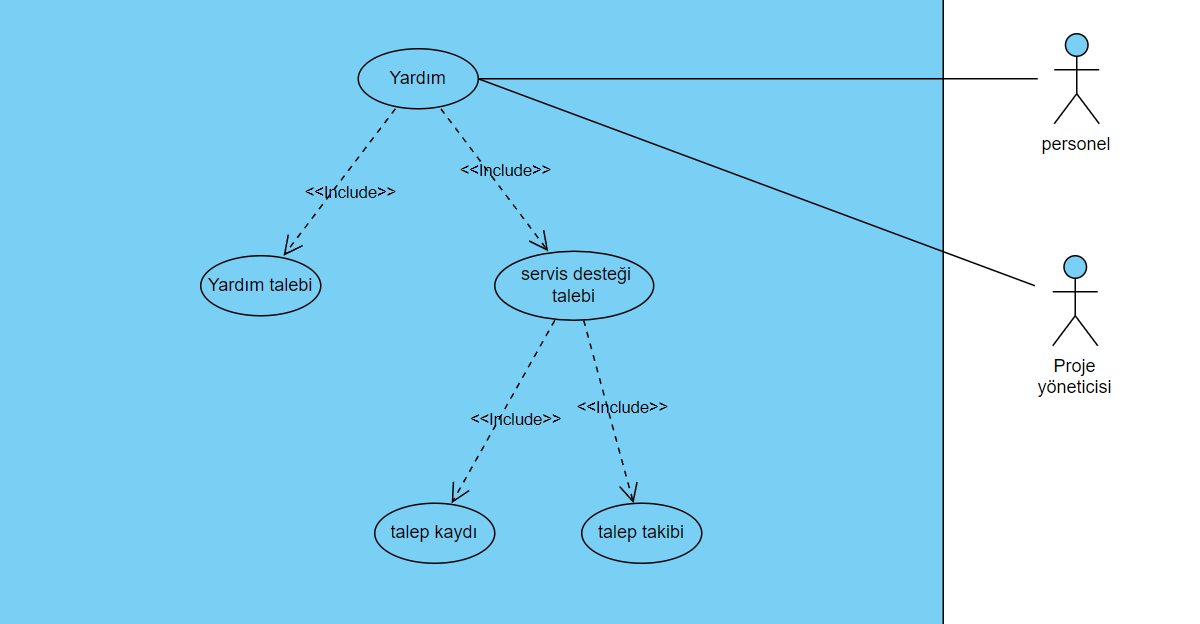 Yardım
personel
<<Include>>
<<Include>>
Yardım talebi
servis desteği
talebi
Proje
yöneticisi
<<Include>>
<<Include>>
talep kaydı
talep takibi